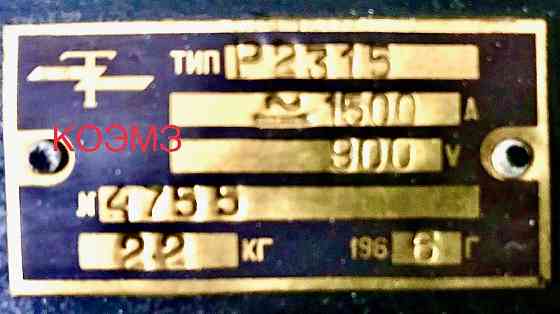 ТИП Р2315
≃ 1500 А
КОЭМЗ
900 V
№ 4755
22 КГ 196 6 Г